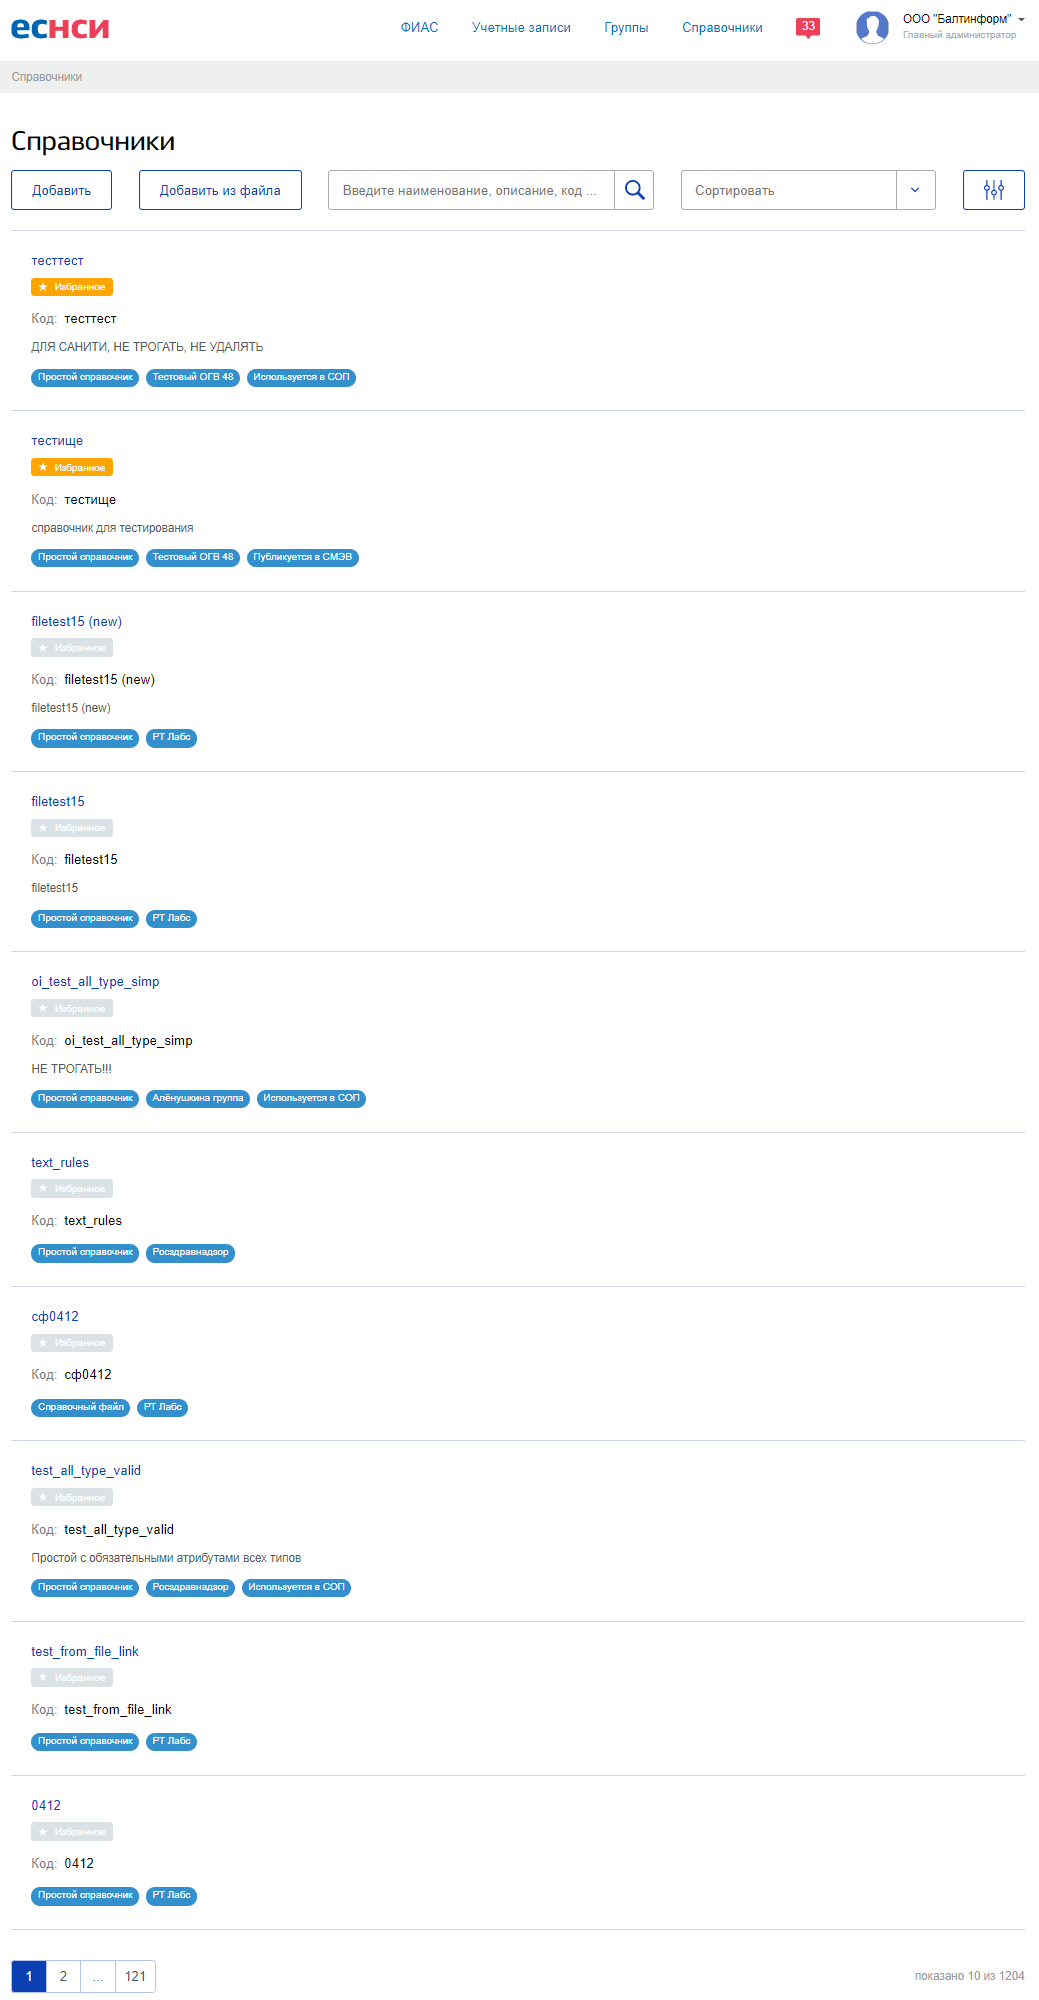 еснси
ФИАС Учетные записи Группы Справочники 33 ООО "Балтинформ"
Главный администратор
Справочники
Справочники
Добавить Добавить из файла Введите наименование, описание, код ... Сортировать
тесттест
Избранное
Код: тесттест
ДЛЯ САНИТИ, НЕ ТРОГАТЬ, НЕ УДАЛЯТЬ
Простой справочник Тестовый ОГВ 48 Используется в СОП
тестище
Избранное
Код: тестище
справочник для тестирования
Простой справочник Тестовый ОГВ 48 Публикуется в СМЭВ
filetest15 (new)
Избранное
Код: filetest15 (new)
filetest15 (new)
Простой справочник РТ Лабс
filetest15
Избранное
Код: filetest15
filetest15
Простой справочник РТ Лабс
oi_test_all_type_simp
Избранное
Код: oi_test_all_type_simp
НЕ ТРОГАТЬ!!!
Простой справочник Алёнушкина группа Используется в СОП
text_rules
Избранное
Код: text_rules
Простой справочник Росздравнадзор
сф0412
Избранное
Код: сф0412
Справочный файл РТ Лабс
test_all_type_valid
Избранное
Код: test_all_type_valid
Простой с обязательными атрибутами всех типов
Простой справочник Росздравнадзор Используется в СОП
test_from_file_link
Избранное
Код: test_from_file_link
Простой справочник РТ Лабс
0412
Избранное
Код: 0412
Простой справочник РТ Лабс
1 2 ... 121 показано 10 из 1204